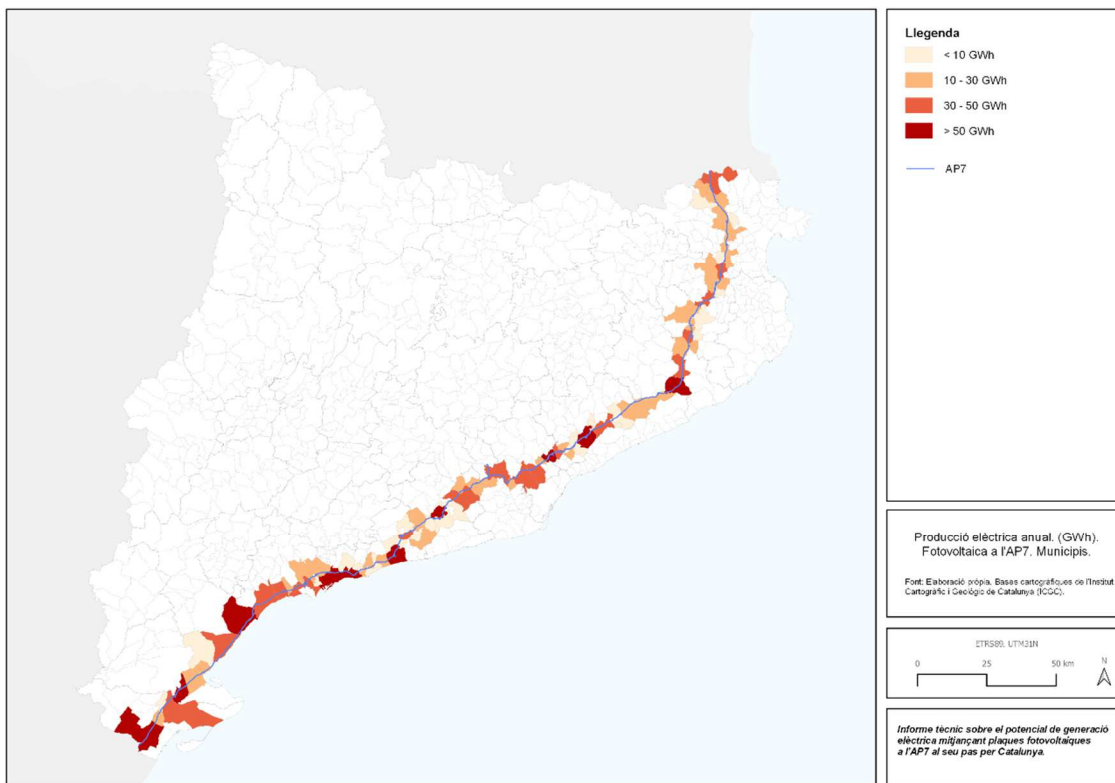 Llegenda
< 10 GWh
10 - 30 GWh
30 - 50 GWh
> 50 GWh
AP7
Producció elèctrica anual. (GWh).
Fotovoltaica a l'AP7. Municipis.
Font: Elaboració pròpia. Bases cartogràfiques de l'Institut
Cartogràfic i Geològic de Catalunya (ICGC).
ETRS89, UTM31N
0 25 50 km
N
Informe tècnic sobre el potencial de generació
elèctrica mitjançant plaques fotovoltaiques
a l'AP7 al seu pas per Catalunya.